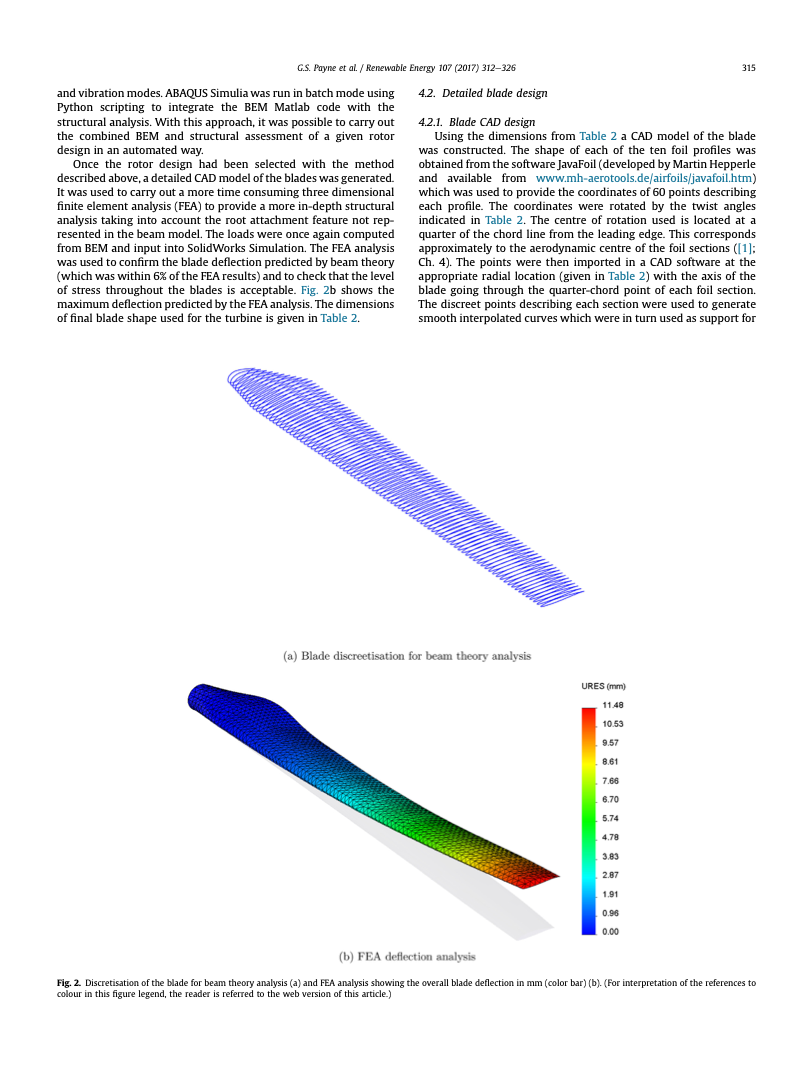 G.S. Payne et al. / Renewable Energy 107 (2017) 312–326
315
and vibration modes. ABAQUS Simulia was run in batch mode using
Python scripting to integrate the BEM Matlab code with the
structural analysis. With this approach, it was possible to carry out
the combined BEM and structural assessment of a given rotor
design in an automated way.
Once the rotor design had been selected with the method
described above, a detailed CAD model of the blades was generated.
It was used to carry out a more time consuming three dimensional
finite element analysis (FEA) to provide a more in-depth structural
analysis taking into account the root attachment feature not rep-
resented in the beam model. The loads were once again computed
from BEM and input into SolidWorks Simulation. The FEA analysis
was used to confirm the blade deflection predicted by beam theory
(which was within 6% of the FEA results) and to check that the level
of stress throughout the blades is acceptable. Fig. 2b shows the
maximum deflection predicted by the FEA analysis. The dimensions
of final blade shape used for the turbine is given in Table 2.
4.2. Detailed blade design
4.2.1. Blade CAD design
Using the dimensions from Table 2 a CAD model of the blade
was constructed. The shape of each of the ten foil profiles was
obtained from the software JavaFoil (developed by Martin Hepperle
and available from www.mh-aerotools.de/airfoils/javafoil.htm)
which was used to provide the coordinates of 60 points describing
each profile. The coordinates were rotated by the twist angles
indicated in Table 2. The centre of rotation used is located at a
quarter of the chord line from the leading edge. This corresponds
approximately to the aerodynamic centre of the foil sections ([1];
Ch. 4). The points were then imported in a CAD software at the
appropriate radial location (given in Table 2) with the axis of the
blade going through the quarter-chord point of each foil section.
The discreet points describing each section were used to generate
smooth interpolated curves which were in turn used as support for
(a) Blade discreetisation for beam theory analysis
URES (mm)
11.48
10.53
9.57
8.61
7.66
6.70
5.74
4.78
3.83
2.87
1.91
0.96
0.00
(b) FEA deflection analysis
Fig. 2. Discretisation of the blade for beam theory analysis (a) and FEA analysis showing the overall blade deflection in mm (color bar) (b). (For interpretation of the references to
colour in this figure legend, the reader is referred to the web version of this article.)